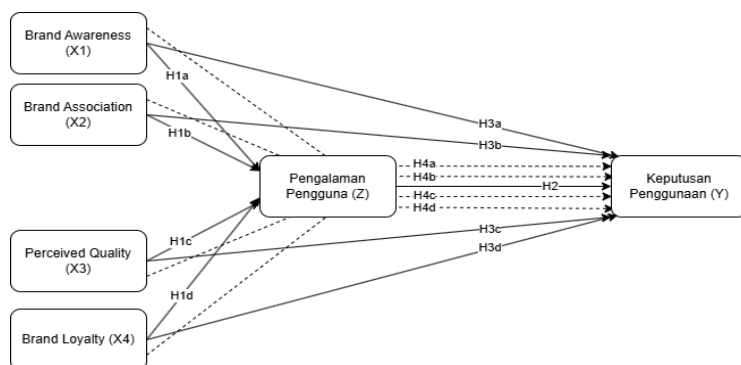 Brand Awareness
(X1)
H1a
H3a
Brand Association
(X2)
H1b
H3b
Pengalaman
Pengguna (Z)
H4a
H4b
H2
H4c
H4d
Keputusan
Penggunaan (Y)
Perceived Quality
(X3)
H1c
H3c
H1d
H3d
Brand Loyalty (X4)